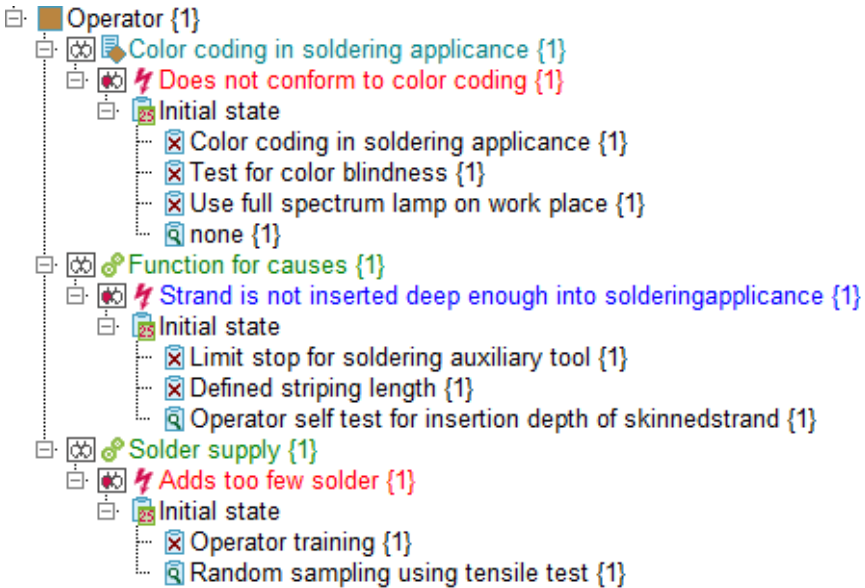 Operator {1}
Color coding in soldering applicance {1}
Does not conform to color coding {1}
Initial state
Color coding in soldering applicance {1}
Test for color blindness {1}
Use full spectrum lamp on work place {1}
none {1}
Function for causes {1}
Strand is not inserted deep enough into solderingapplicance {1}
Initial state
Limit stop for soldering auxiliary tool {1}
Defined striping length {1}
Operator self test for insertion depth of skinnedstrand {1}
Solder supply {1}
Adds too few solder {1}
Initial state
Operator training {1}
Random sampling using tensile test {1}